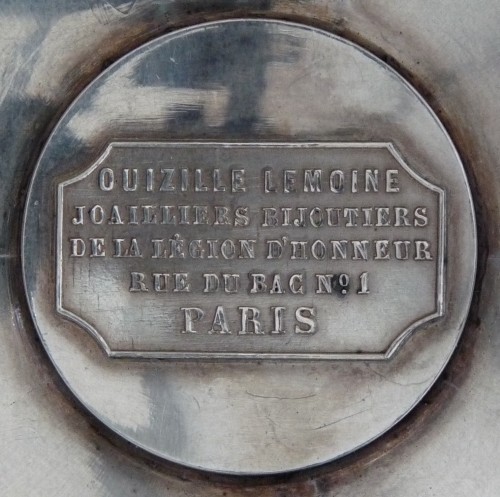 OUIZILLE LEMOINE
JOAILLIERS BIJOUTIERS
DE LA LÉGION D'HONNEUR
RUE DU BAC Nº 1
PARIS